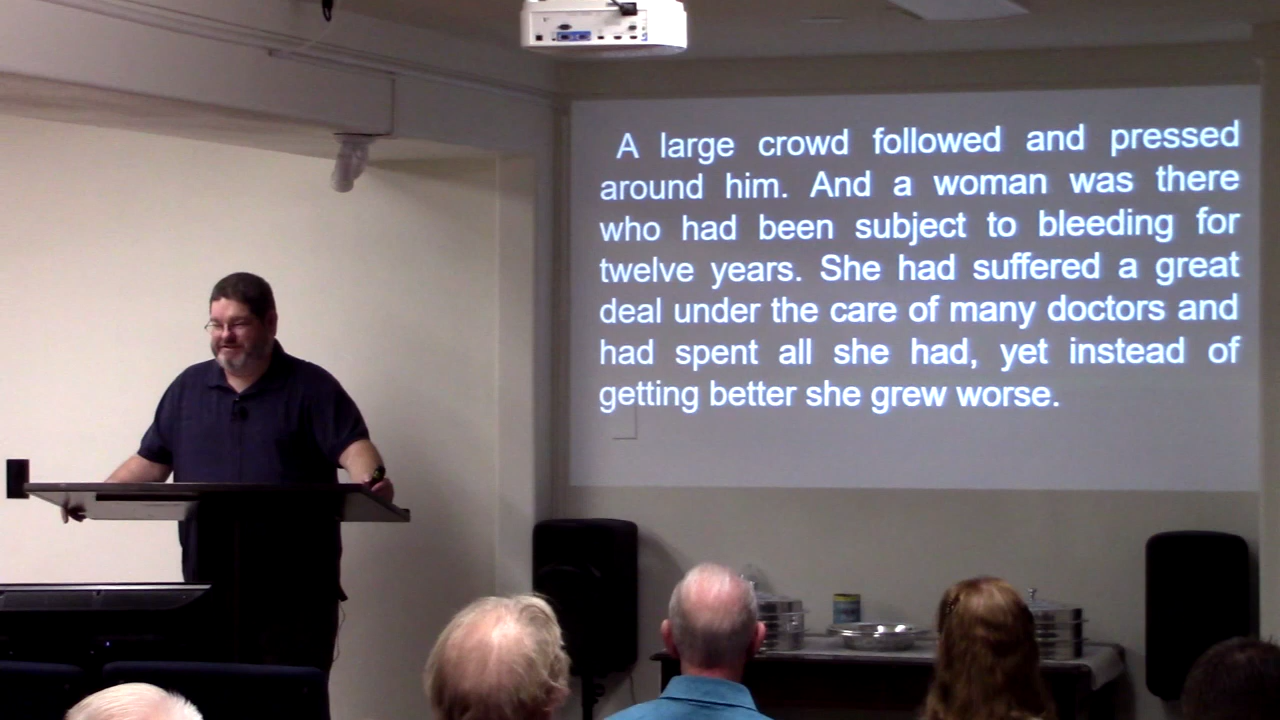 A large crowd followed and pressed
around him. And a woman was there
who had been subject to bleeding for
twelve years. She had suffered a great
deal under the care of many doctors and
had spent all she had, yet instead of
getting better she grew worse.